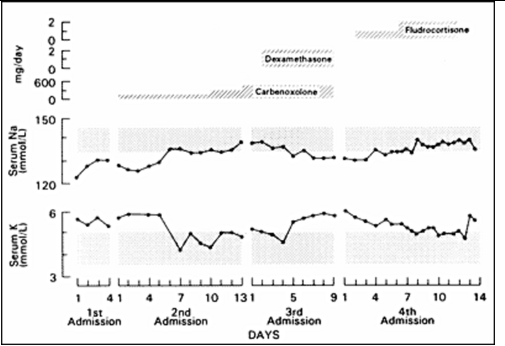 2
0
Fludrocortisone
mg/day
2
0
Dexamethasone
600
0
Carbenoxolone
150
120
Serum Na
(mmol/L)
6
3
Serum K
(mmol/L)
1 4 1 4 7 10 13 1 5 9 1 4 7 10 14
1st
Admission
2nd
Admission
3rd
Admission
4th
Admission
DAYS